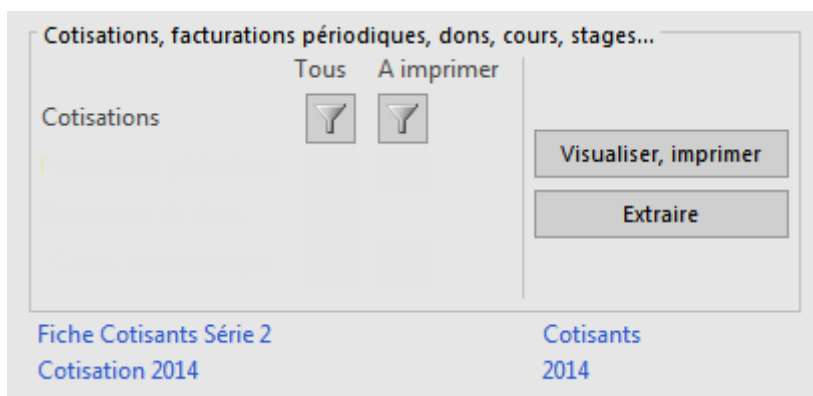 Cotisations, facturations périodiques, dons, cours, stages...
Tous A imprimer
Cotisations
Visualiser, imprimer
Extraire
Fiche Cotisants Série 2 Cotisants
Cotisation 2014 2014